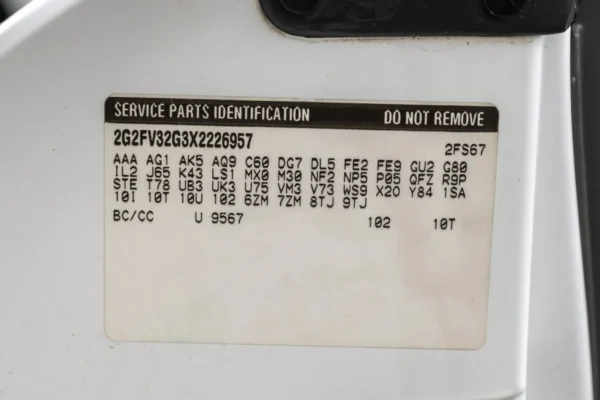 SERVICE PARTS IDENTIFICATION DO NOT REMOVE
2G2FV32G3X2226957
2FS67
AAA AG1 AK5 AQ9 C60 DG7 DL5 FE2 FE9 GU2 G80
IL2 J65 K43 LS1 MX0 M30 NF2 NP5 P05 QFZ R9P
STE T78 UB3 UK3 U75 VM3 V73 WS9 X20 Y84 1SA
10I 10T 10U 102 6ZM 7ZM 8TJ 9TJ
BC/CC U 9567 102 10T